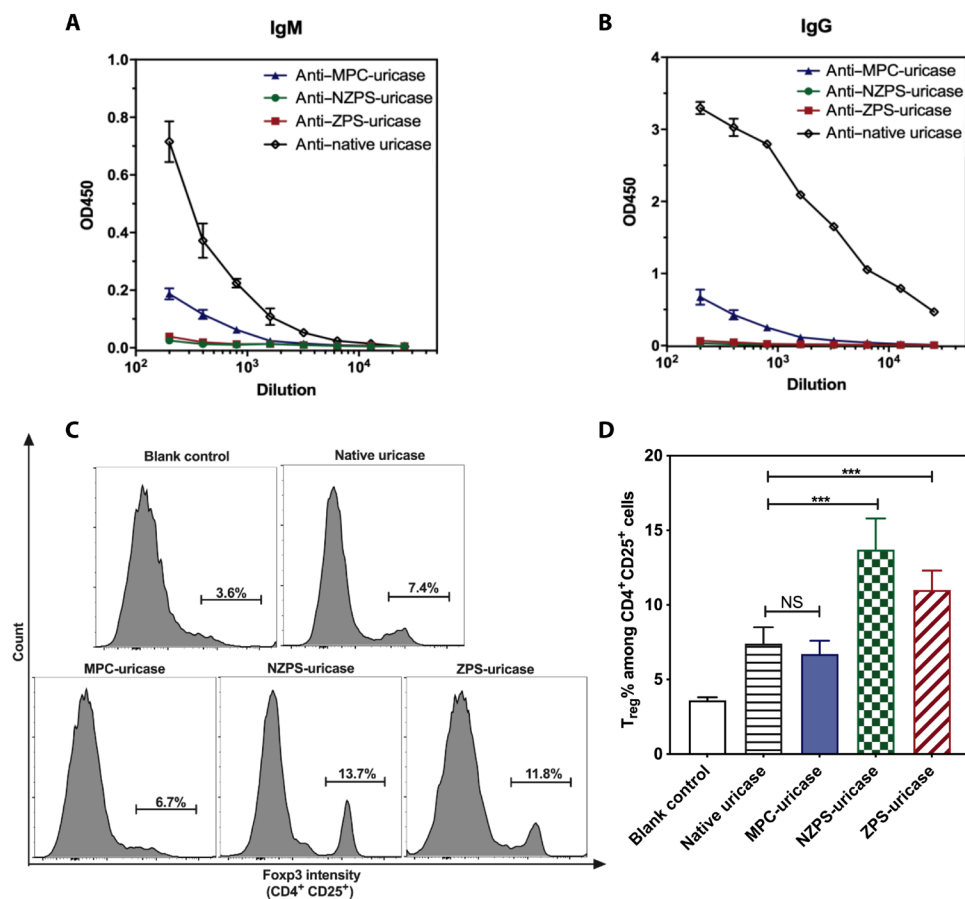 A
IgM
Anti–MPC-uricase
Anti–NZPS-uricase
Anti–ZPS-uricase
Anti–native uricase
OD450
1.0
0.8
0.6
0.4
0.2
0.0
10²
10³
10⁴
Dilution
B
IgG
Anti–MPC-uricase
Anti–NZPS-uricase
Anti–ZPS-uricase
Anti–native uricase
OD450
4
3
2
1
0
10²
10³
10⁴
Dilution
C
Blank control
3.6%
Native uricase
7.4%
MPC-uricase
6.7%
NZPS-uricase
13.7%
ZPS-uricase
11.8%
Count
Foxp3 intensity
(CD4⁺ CD25⁺)
D
Treg% among CD4⁺CD25⁺ cells
20
15
10
5
0
***
***
NS
Blank control
Native uricase
MPC-uricase
NZPS-uricase
ZPS-uricase